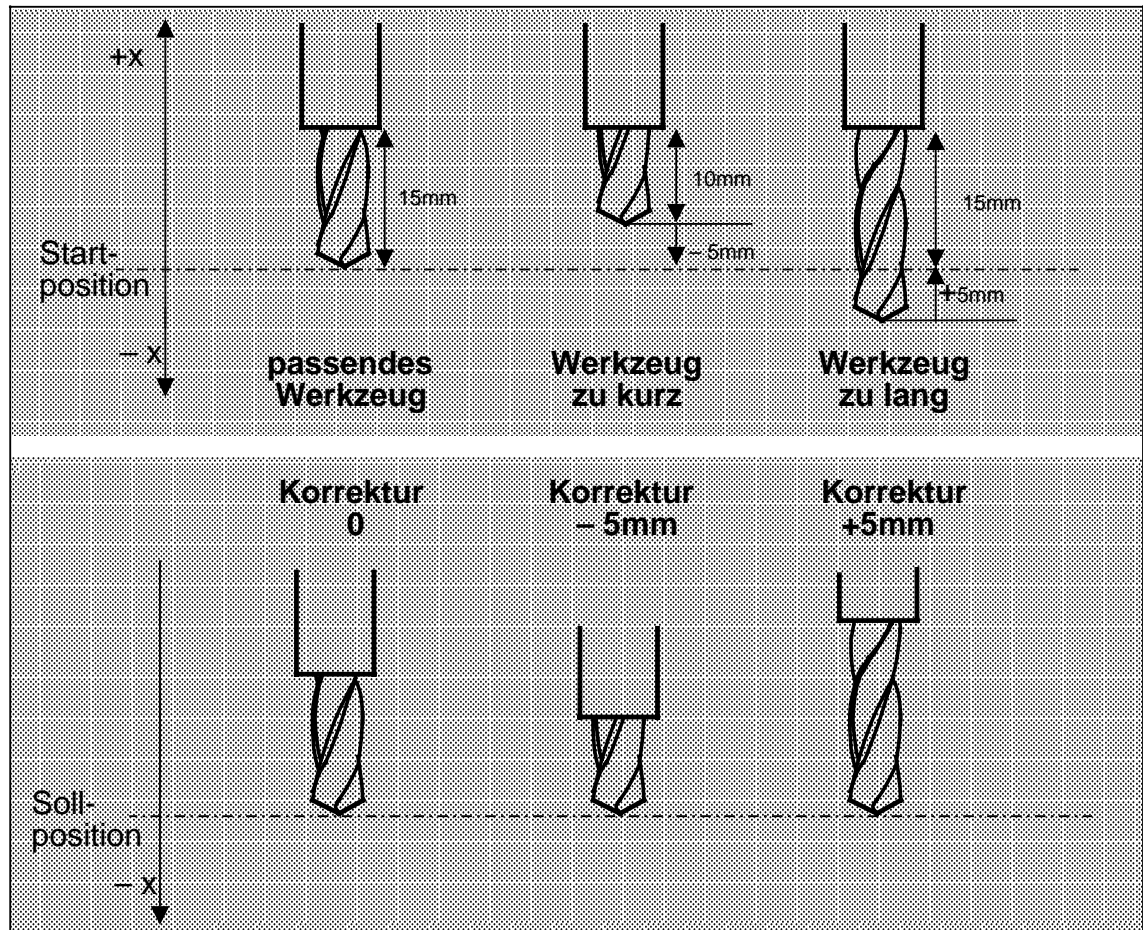 +x
15mm
10mm
– 5mm
15mm
+5mm
Start-
position
– x
passendes
Werkzeug
Werkzeug
zu kurz
Werkzeug
zu lang
Korrektur
0
Korrektur
– 5mm
Korrektur
+5mm
Soll-
position
– x